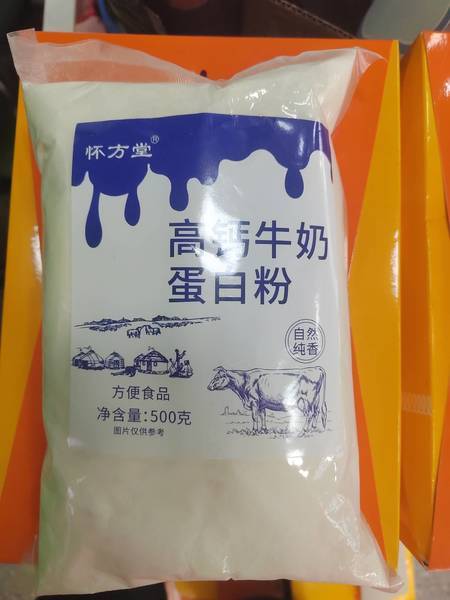 怀方堂®
高钙牛奶
蛋白粉
自然
纯香
方便食品
净含量:500克
图片仅供参考